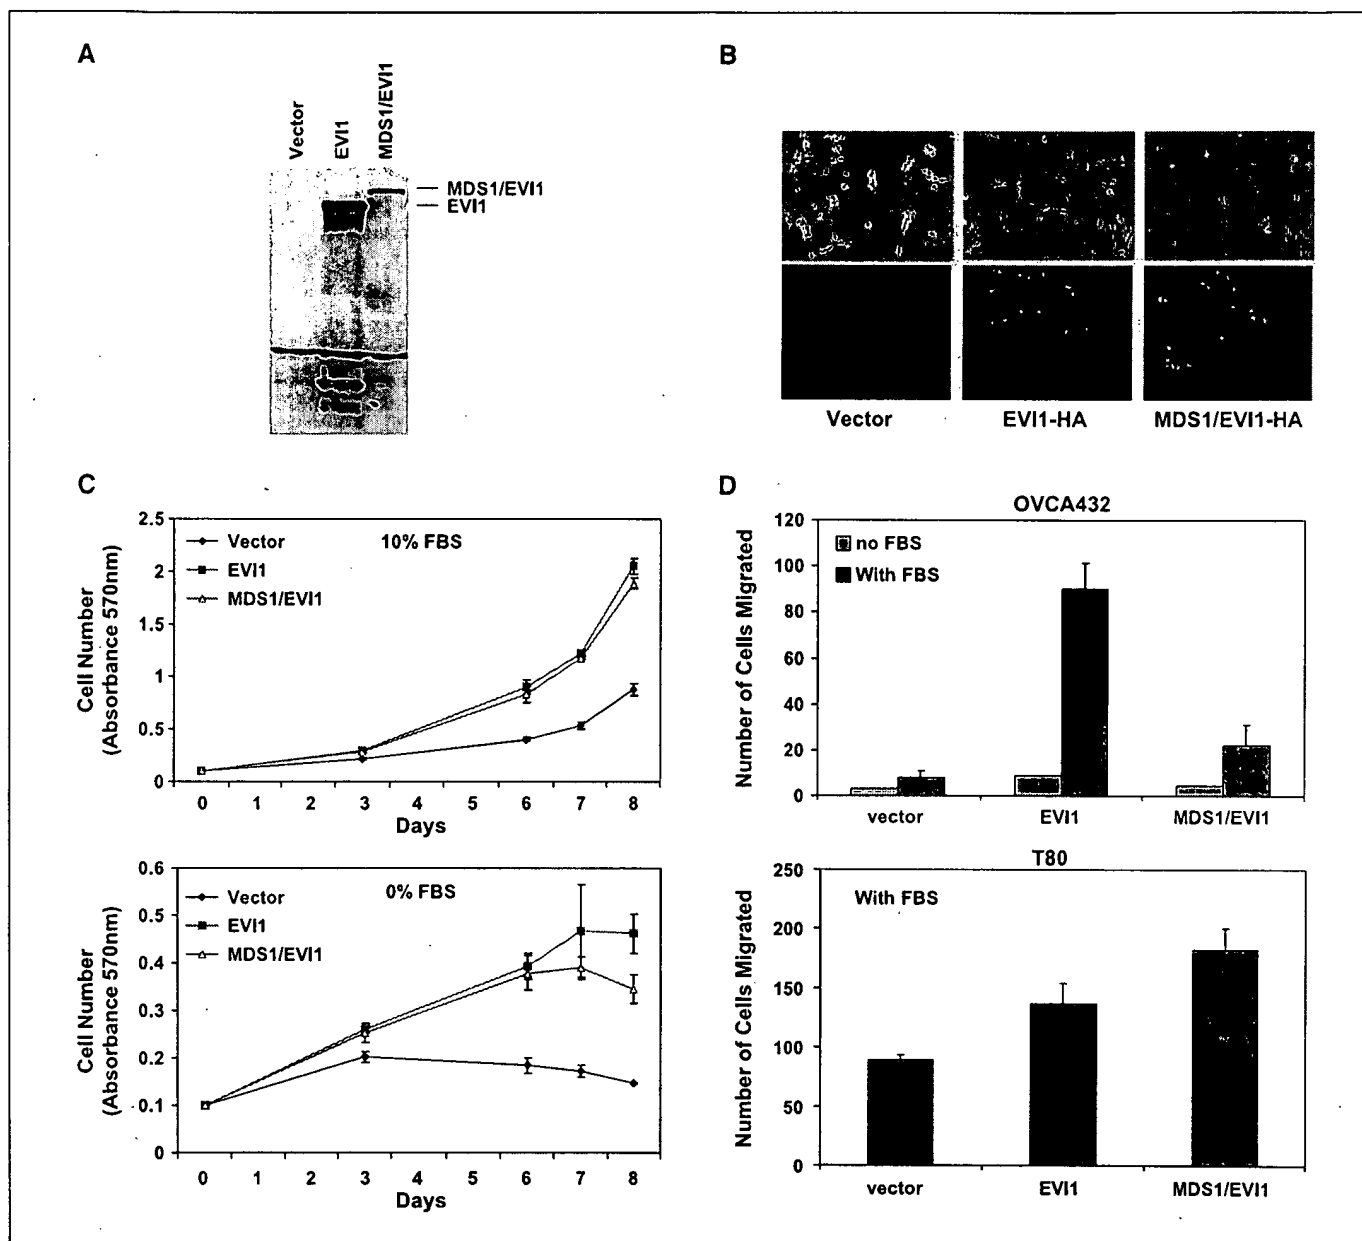 A
Vector
EVI1
MDS1/EVI1
MDS1/EVI1
EVI1
B
Vector
EVI1-HA
MDS1/EVI1-HA
C
Cell Number
(Absorbance 570nm)
2.5
2
1.5
1
0.5
0
Vector
EVI1
MDS1/EVI1
10% FBS
0 1 2 3 4 5 6 7 8
Days
Cell Number
(Absorbance 570nm)
0.6
0.5
0.4
0.3
0.2
0.1
0
Vector
EVI1
MDS1/EVI1
0% FBS
0 1 2 3 4 5 6 7 8
Days
D
OVCA432
Number of Cells Migrated
120
100
80
60
40
20
0
no FBS
With FBS
vector EVI1 MDS1/EVI1
T80
Number of Cells Migrated
250
200
150
100
50
0
With FBS
vector EVI1 MDS1/EVI1